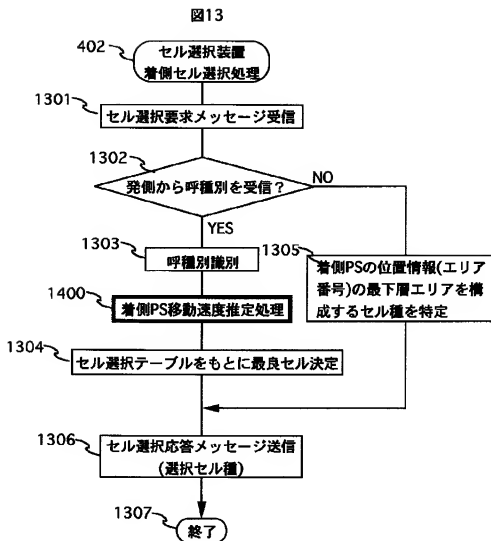 図13
402
セル選択装置
着側セル選択処理
1301
セル選択要求メッセージ受信
1302
発側から呼種別を受信？
NO
YES
1303
呼種別識別
1305
着側PSの位置情報(エリア
番号)の最下層エリアを構
成するセル種を特定
1400
着側PS移動速度推定処理
1304
セル選択テーブルをもとに最良セル決定
1306
セル選択応答メッセージ送信
(選択セル種)
1307
終了